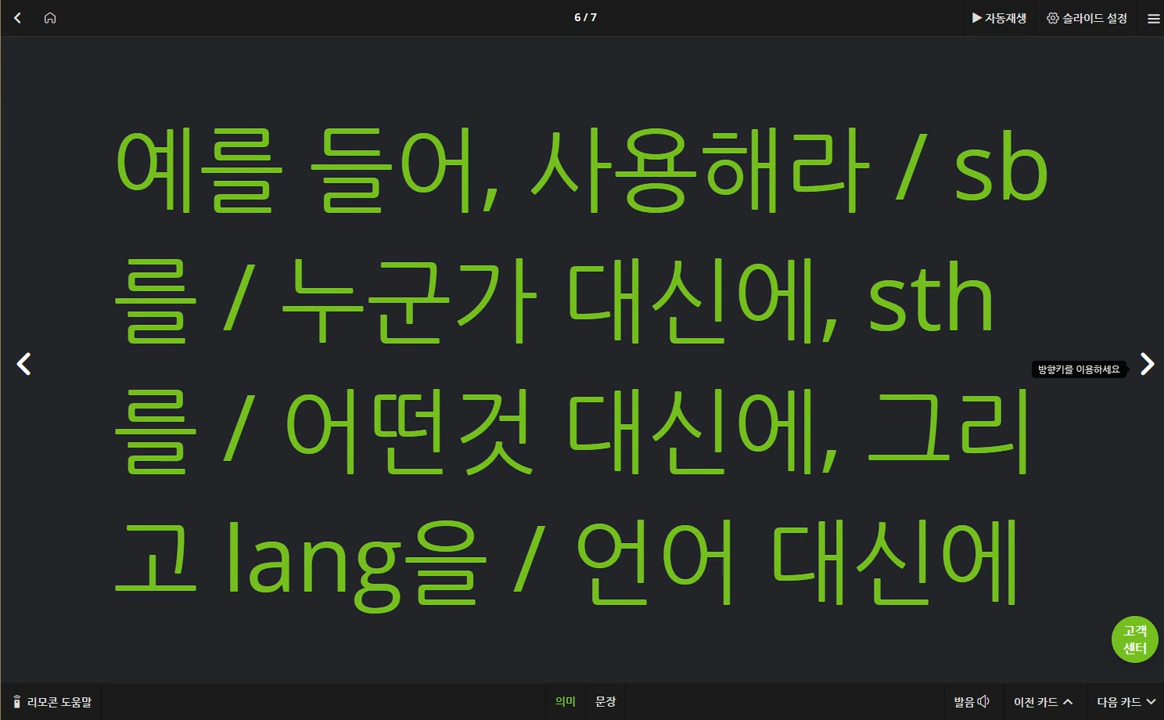 6 / 7
자동재생
슬라이드 설정
예를 들어, 사용해라 / sb
를 / 누군가 대신에, sth
를 / 어떤것 대신에, 그리
고 lang을 / 언어 대신에
방향키를 이용하세요
고객
센터
리모콘 도움말
의미
문장
발음
이전 카드
다음 카드